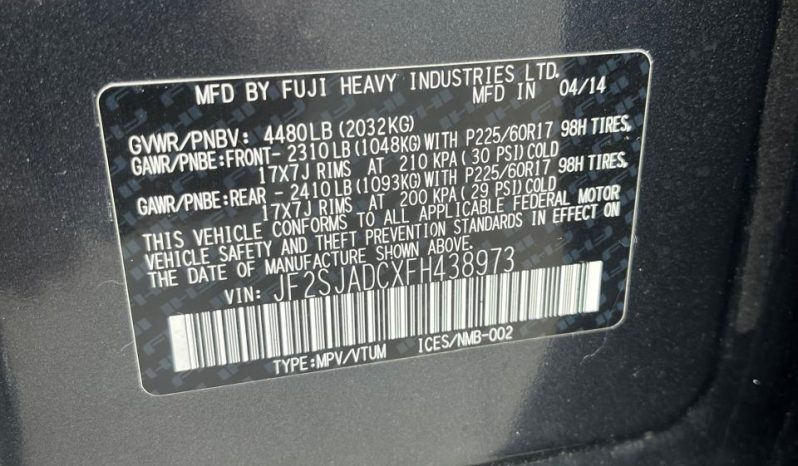 MFD BY FUJI HEAVY INDUSTRIES LTD.
MFD IN 04/14
GVWR/PNBV: 4480LB(2032KG)
GAWR/PNBE:FRONT-2310LB(1048KG)WITH P225/60R17 98H TIRES,
17X7J RIMS AT 210 KPA(30 PSI)COLD
GAWR/PNBE:REAR -2410LB(1093KG)WITH P225/60R17 98H TIRES,
17X7J RIMS AT 200 KPA(29 PSI)COLD
THIS VEHICLE CONFORMS TO ALL APPLICABLE FEDERAL MOTOR
VEHICLE SAFETY AND THEFT PREVENTION STANDARDS IN EFFECT ON
THE DATE OF MANUFACTURE SHOWN ABOVE.
VIN: JF2SJADCXFH438973
TYPE:MPV/VTUM ICES/NMB-002